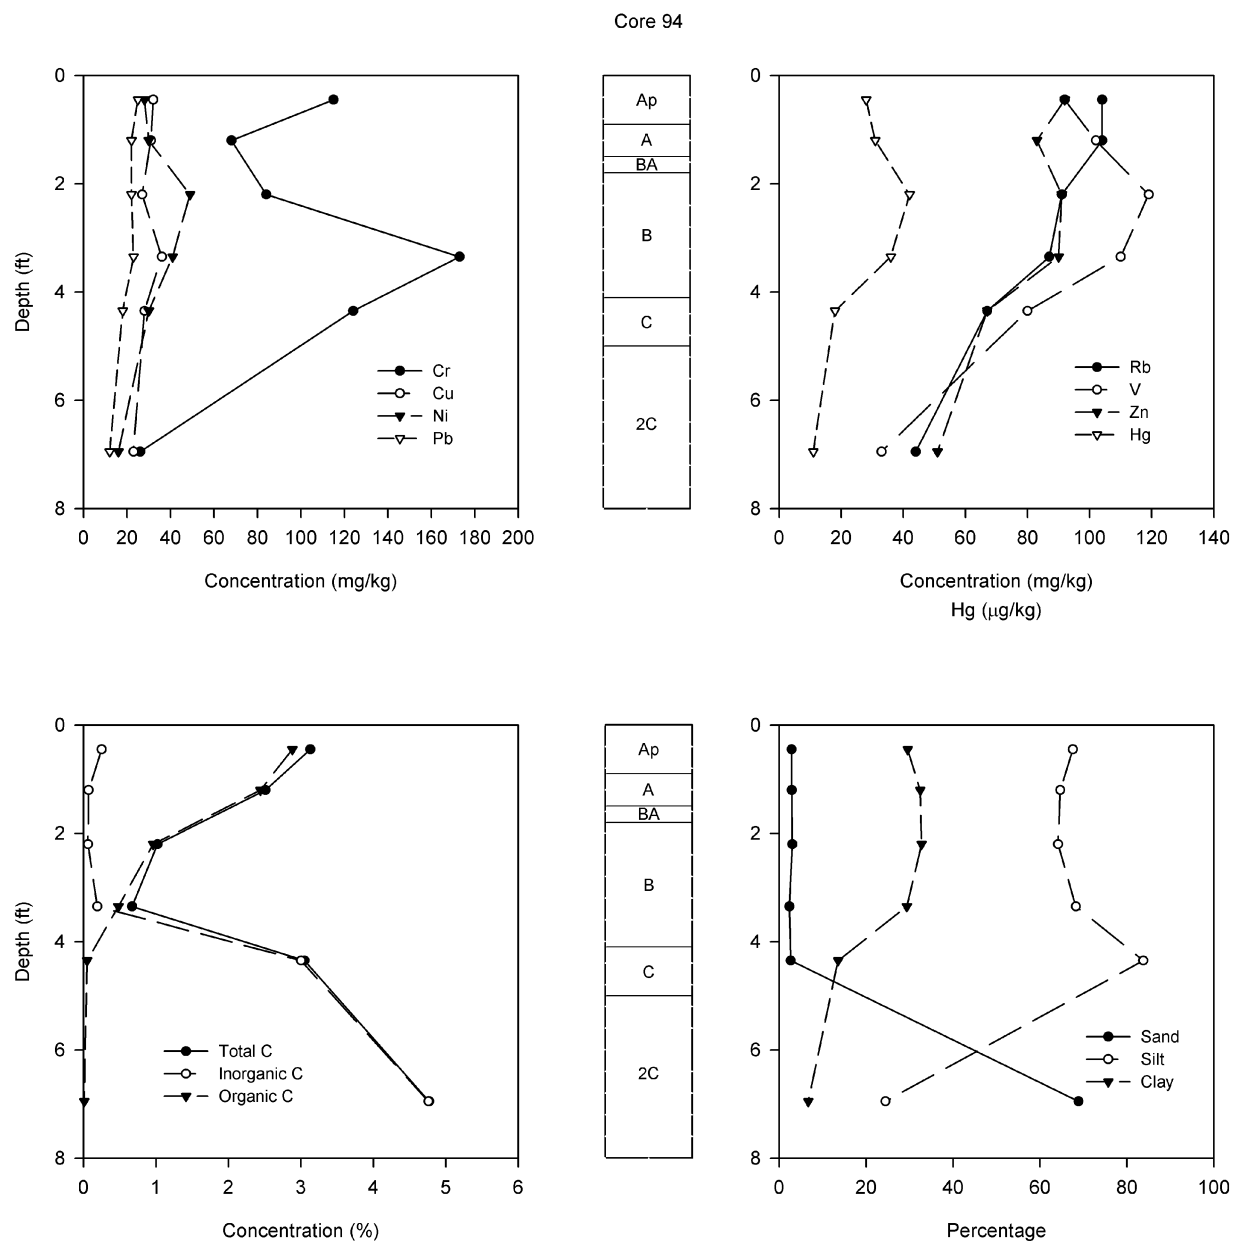 Core 94
0
2
4
6
8
Depth (ft)
0 20 40 60 80 100 120 140 160 180 200
Concentration (mg/kg)
Cr
Cu
Ni
Pb
Ap
A
BA
B
C
2C
0
2
4
6
8
0 20 40 60 80 100 120 140
Concentration (mg/kg)
Hg (μg/kg)
Rb
V
Zn
Hg
0
2
4
6
8
Depth (ft)
0 1 2 3 4 5 6
Concentration (%)
Total C
Inorganic C
Organic C
Ap
A
BA
B
C
2C
0
2
4
6
8
0 20 40 60 80 100
Percentage
Sand
Silt
Clay